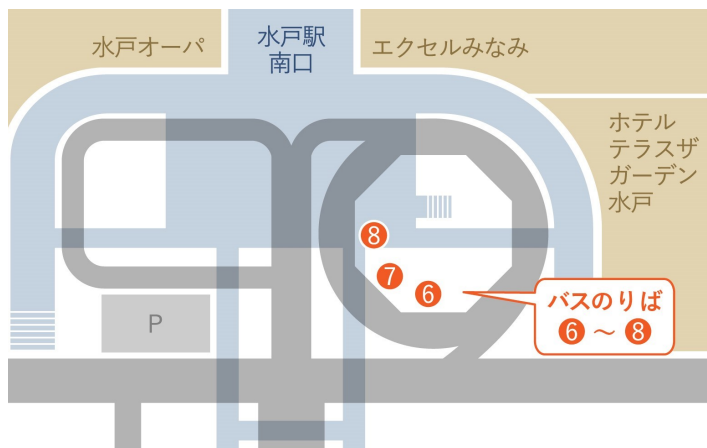 水戸オーパ
水戸駅
南口
エクセルみなみ
ホテル
テラスザ
ガーデン
水戸
8
7
6
バスのりば
6 ～ 8
P